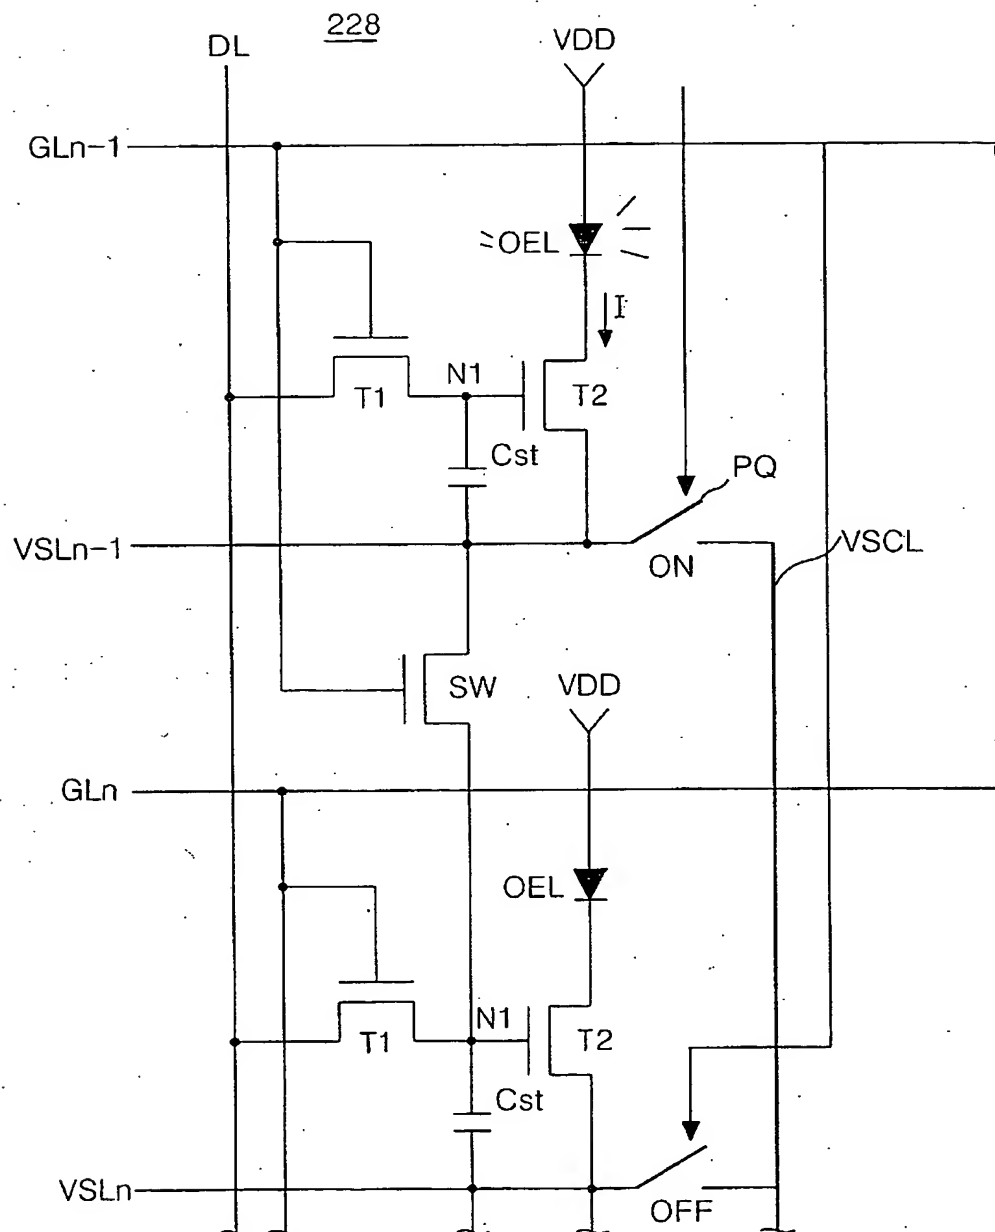 228
DL
VDD
GLn-1
OEL
I
N1
T1
T2
Cst
PQ
VSLn-1
ON
VSCL
SW
VDD
GLn
OEL
N1
T1
T2
Cst
VSLn
OFF